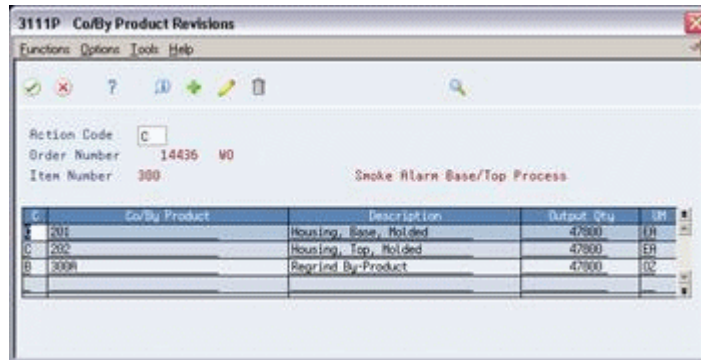 3111P Co/By Product Revisions
Functions Options Tools Help
Action Code C
Order Number 14436 WO
Item Number 300 Smoke Alarm Base/Top Process
C Co/By Product Description Output Qty UM
201 Housing, Base, Molded 47800 EA
C 202 Housing, Top, Molded 47800 EA
B 300R Regrind By-Product 47800 OZ